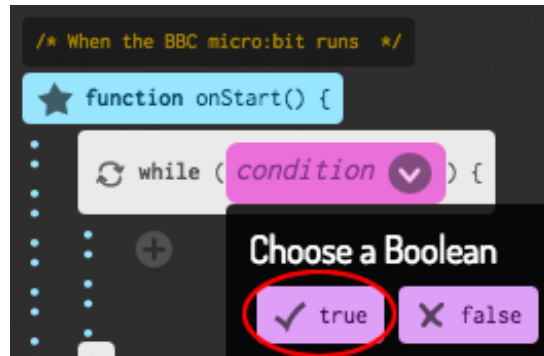 /* When the BBC micro:bit runs */
function onStart() {
while ( condition ) {
Choose a Boolean
true false